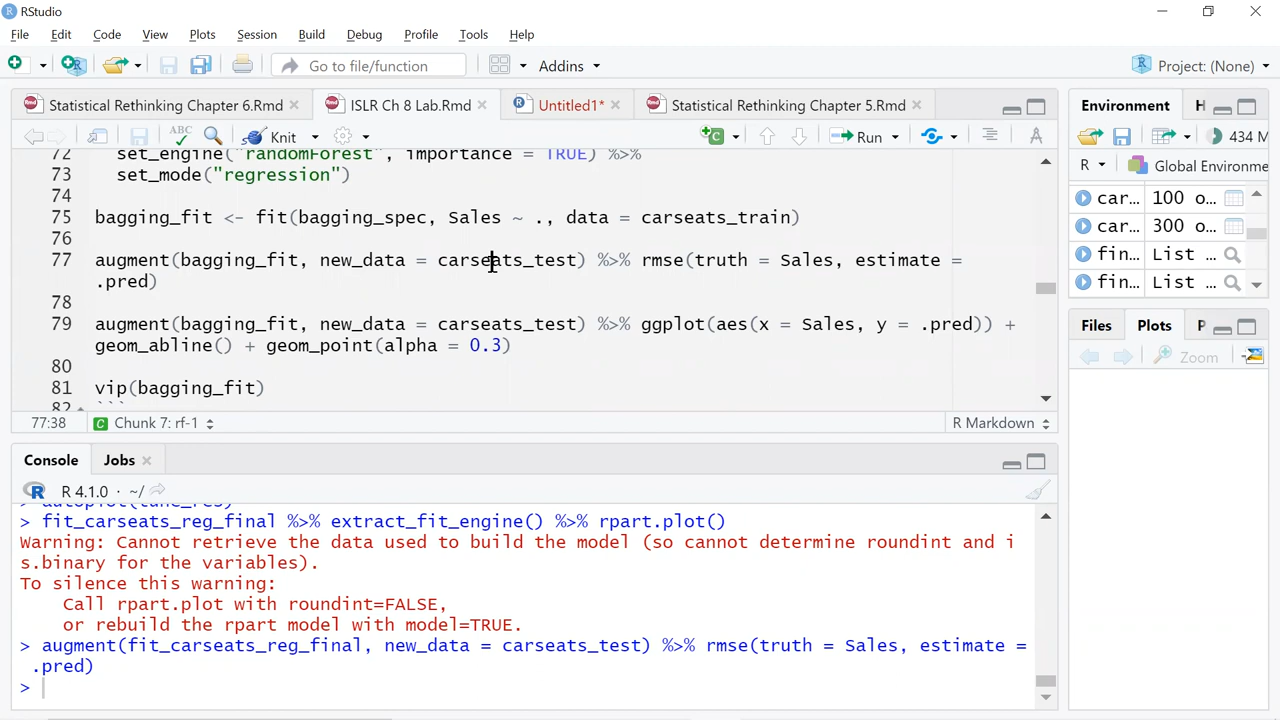 RStudio
File Edit Code View Plots Session Build Debug Profile Tools Help
Go to file/function Addins Project: (None)
Statistical Rethinking Chapter 6.Rmd ISLR Ch 8 Lab.Rmd Untitled1* Statistical Rethinking Chapter 5.Rmd
ABC Knit Run
72 set_engine("randomForest", importance = TRUE) %>%
73 set_mode("regression")
74
75 bagging_fit <- fit(bagging_spec, Sales ~ ., data = carseats_train)
76
77 augment(bagging_fit, new_data = carseats_test) %>% rmse(truth = Sales, estimate =
.pred)
78
79 augment(bagging_fit, new_data = carseats_test) %>% ggplot(aes(x = Sales, y = .pred)) +
geom_abline() + geom_point(alpha = 0.3)
80
81 vip(bagging_fit)
82 ```
77:38 Chunk 7: rf-1 R Markdown
Console Jobs
R 4.1.0 · ~/
> autoplot(tune_res)
> fit_carseats_reg_final %>% extract_fit_engine() %>% rpart.plot()
Warning: Cannot retrieve the data used to build the model (so cannot determine roundint and i
s.binary for the variables).
To silence this warning:
Call rpart.plot with roundint=FALSE,
or rebuild the rpart model with model=TRUE.
> augment(fit_carseats_reg_final, new_data = carseats_test) %>% rmse(truth = Sales, estimate =
.pred)
>
Environment H
434 M
R Global Environme
car... 100 o...
car... 300 o...
fin... List ...
fin... List ...
Files Plots P
Zoom